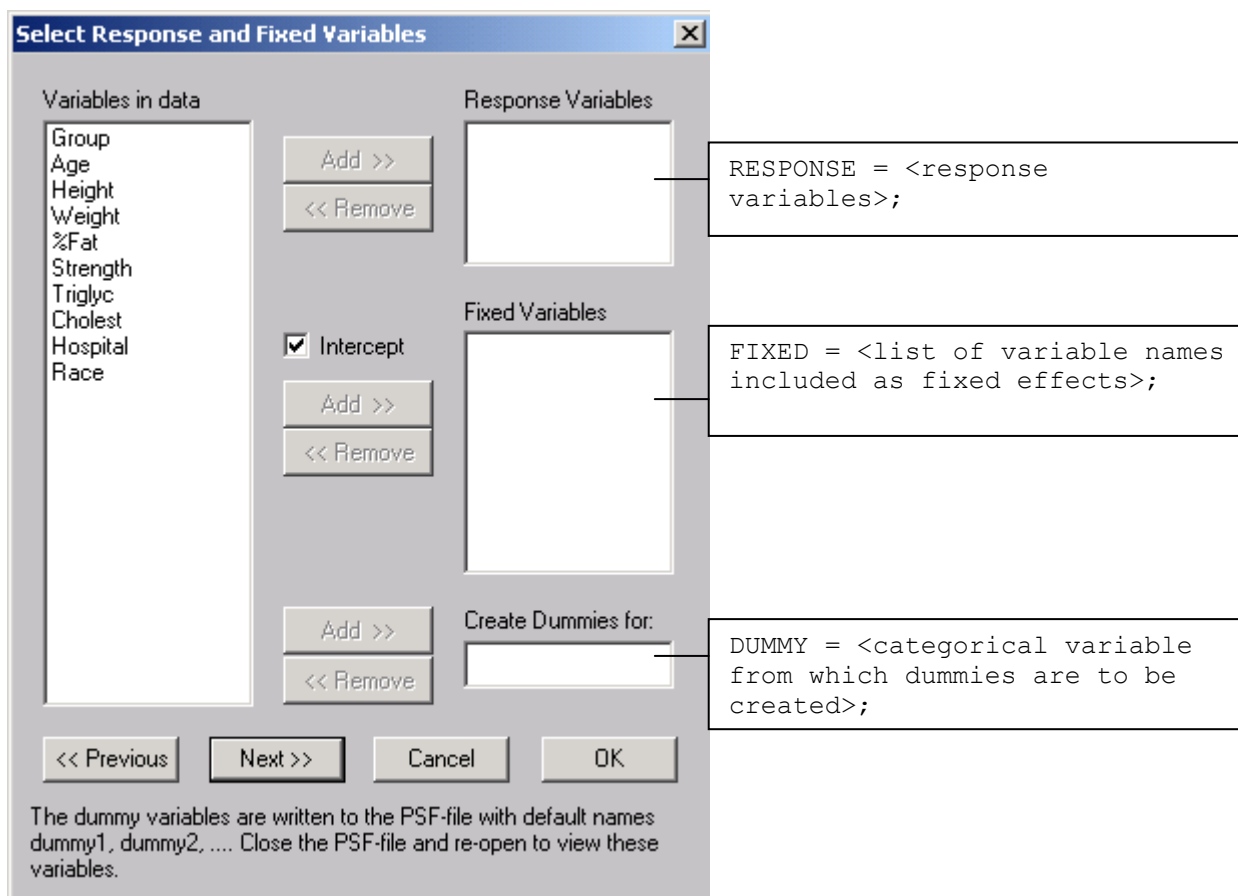 Select Response and Fixed Variables
Variables in data
Group
Age
Height
Weight
%Fat
Strength
Triglyc
Cholest
Hospital
Race
Add >>
<< Remove
Response Variables
RESPONSE = <response
variables>;
Intercept
Add >>
<< Remove
Fixed Variables
FIXED = <list of variable names
included as fixed effects>;
Add >>
<< Remove
Create Dummies for:
DUMMY = <categorical variable
from which dummies are to be
created>;
<< Previous
Next >>
Cancel
OK
The dummy variables are written to the PSF-file with default names
dummy1, dummy2, .... Close the PSF-file and re-open to view these
variables.